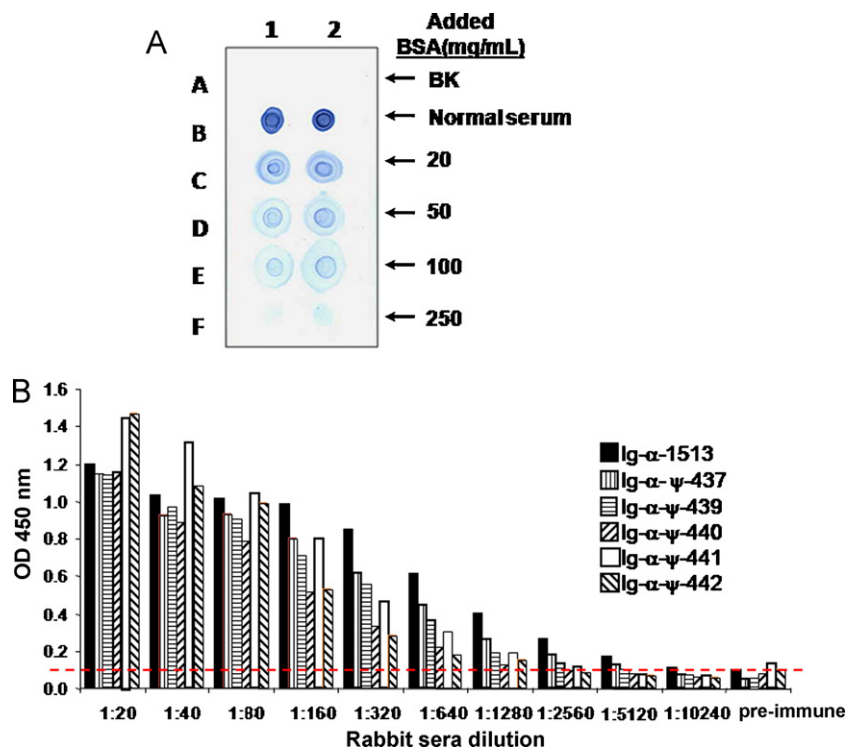 A
1 2
Added
BSA(mg/mL)
A
BK
B
Normal serum
C
20
D
50
E
100
F
250
B
1.6
1.4
1.2
1.0
0.8
0.6
0.4
0.2
0.0
OD 450 nm
Ig-α-1513
Ig-α-ψ-437
Ig-α-ψ-439
Ig-α-ψ-440
Ig-α-ψ-441
Ig-α-ψ-442
1:20 1:40 1:80 1:160 1:320 1:640 1:1280 1:2560 1:5120 1:10240 pre-immune
Rabbit sera dilution